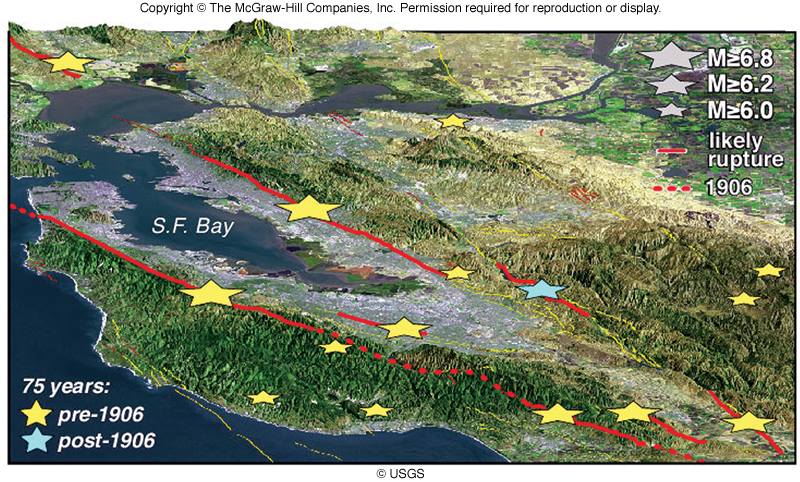 Copyright © The McGraw-Hill Companies, Inc. Permission required for reproduction or display.
M≥6.8
M≥6.2
M≥6.0
likely
rupture
1906
S.F. Bay
75 years:
pre-1906
post-1906
© USGS